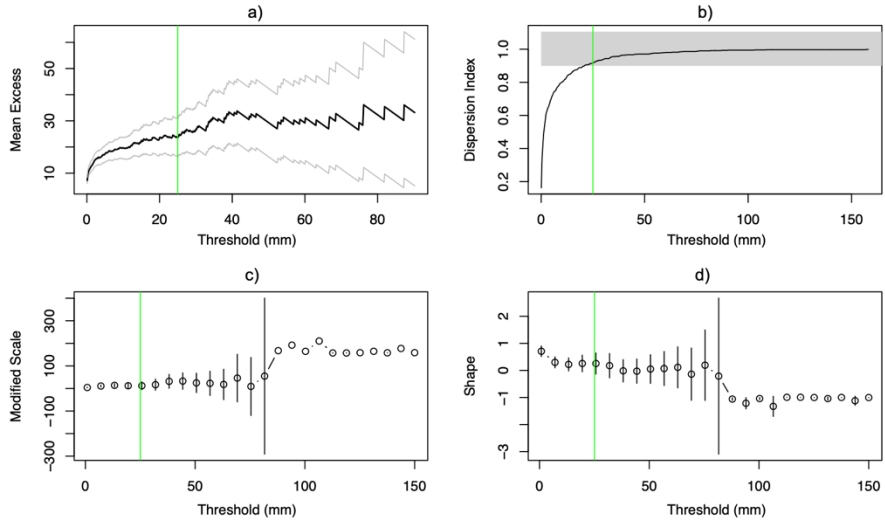 a)
Mean Excess
50
30
10
0 20 40 60 80
Threshold (mm)
b)
Dispersion Index
1.0
0.8
0.6
0.4
0.2
0 50 100 150
Threshold (mm)
c)
Modified Scale
300
100
-100
-300
0 50 100 150
Threshold (mm)
d)
Shape
2
1
0
-1
-3
0 50 100 150
Threshold (mm)